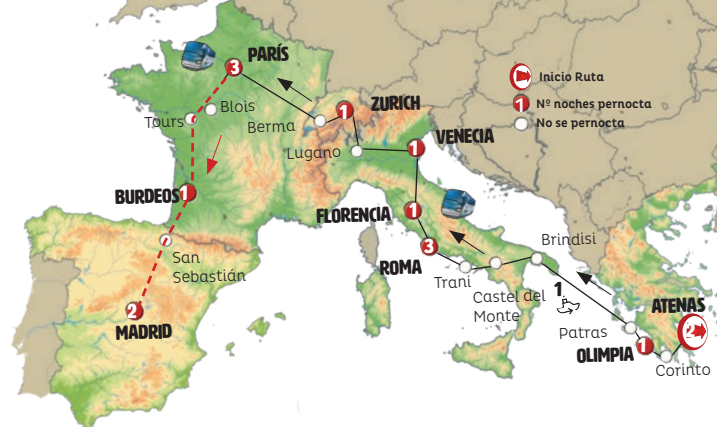 PARÍS
3
Inicio Ruta
1 Nº noches pernocta
No se pernocta
Blois
Tours
Berma
1
ZURICH
Lugano
1
VENECIA
BURDEOS
1
FLORENCIA
1
3
ROMA
San
Sebastián
Trani
Castel del
Monte
Brindisi
1
2
MADRID
Patras
OLIMPIA
1
ATENAS
2
Corinto